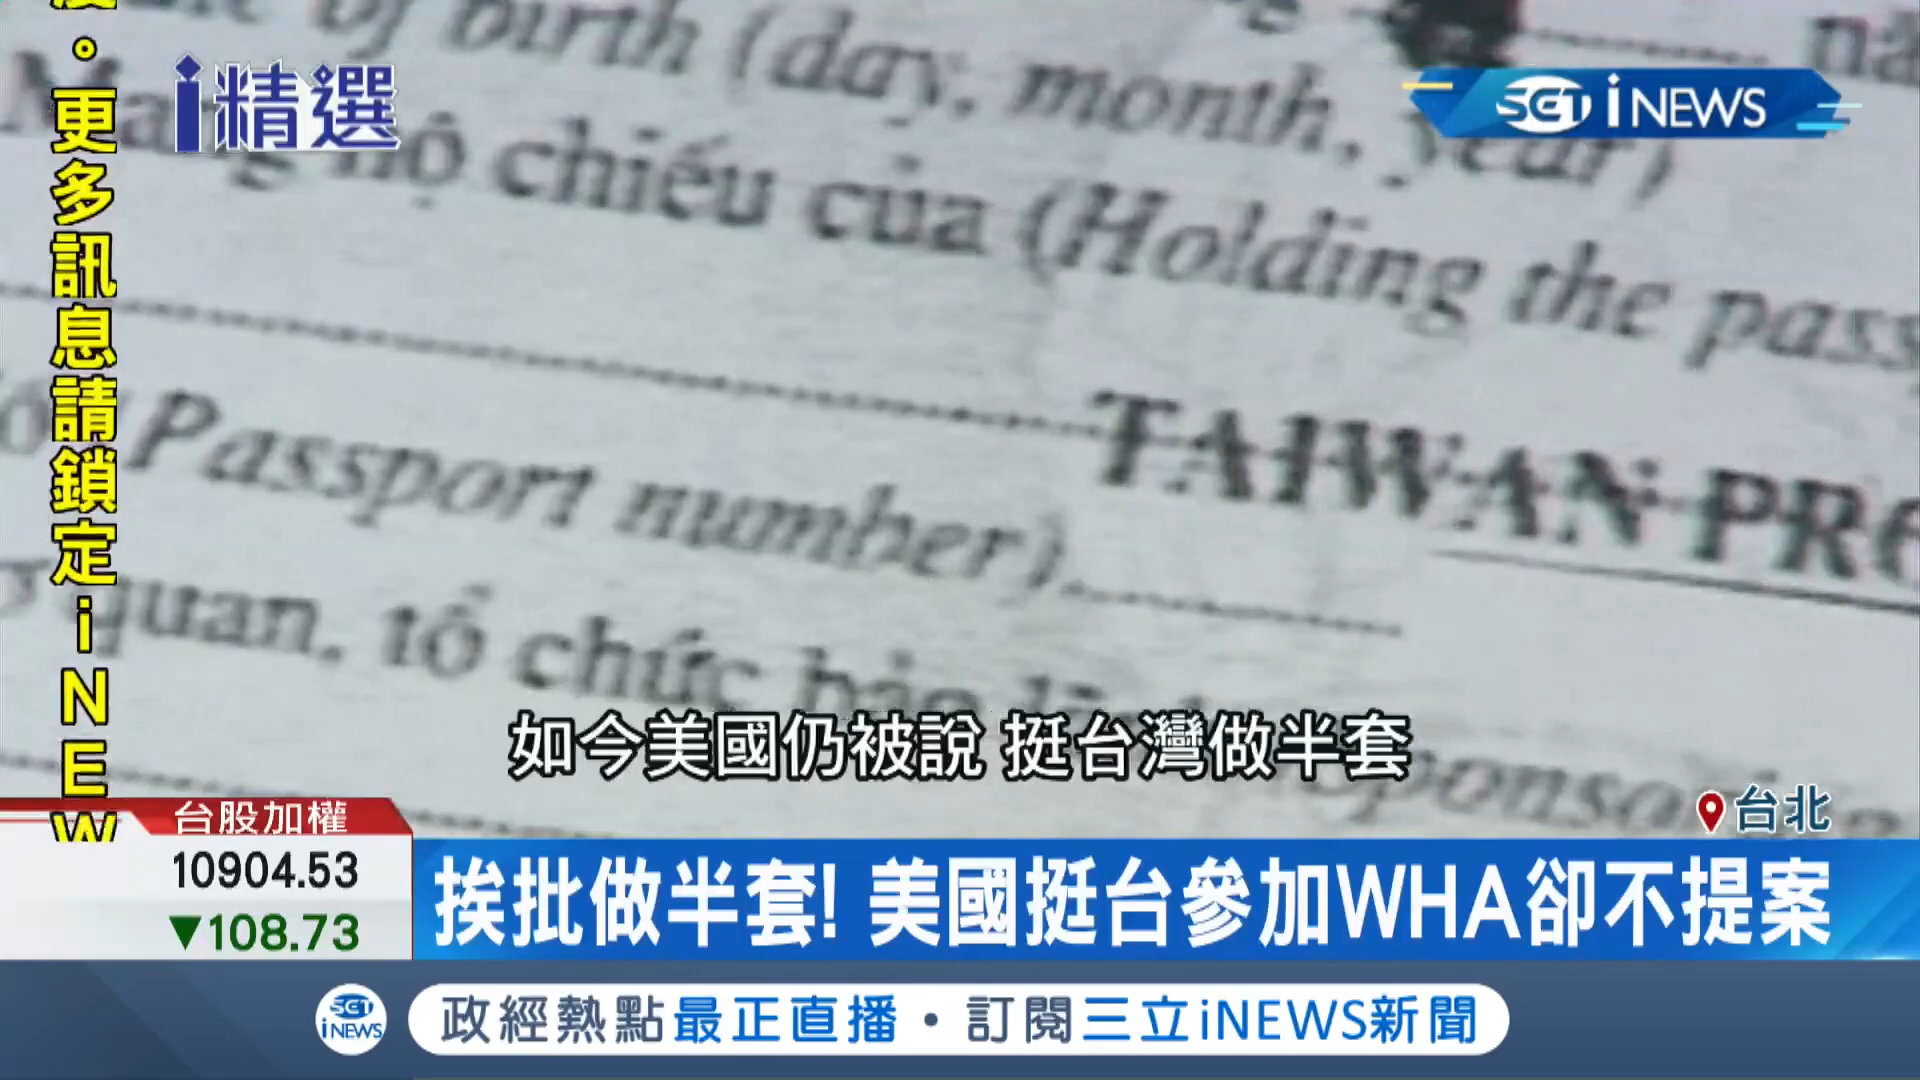 of birth (day, month, year)
hộ chiếu của (Holding the pass
TAIWAN PR
Passport number)
quan, tổ chức bảo
i精選
SET iNEWS
。更多訊息請鎖定iNEW
如今美國仍被說 挺台灣做半套
台北
台股加權
10904.53
▼108.73
挨批做半套! 美國挺台參加WHA卻不提案
SET iNEWS
政經熱點最正直播・訂閱三立iNEWS新聞